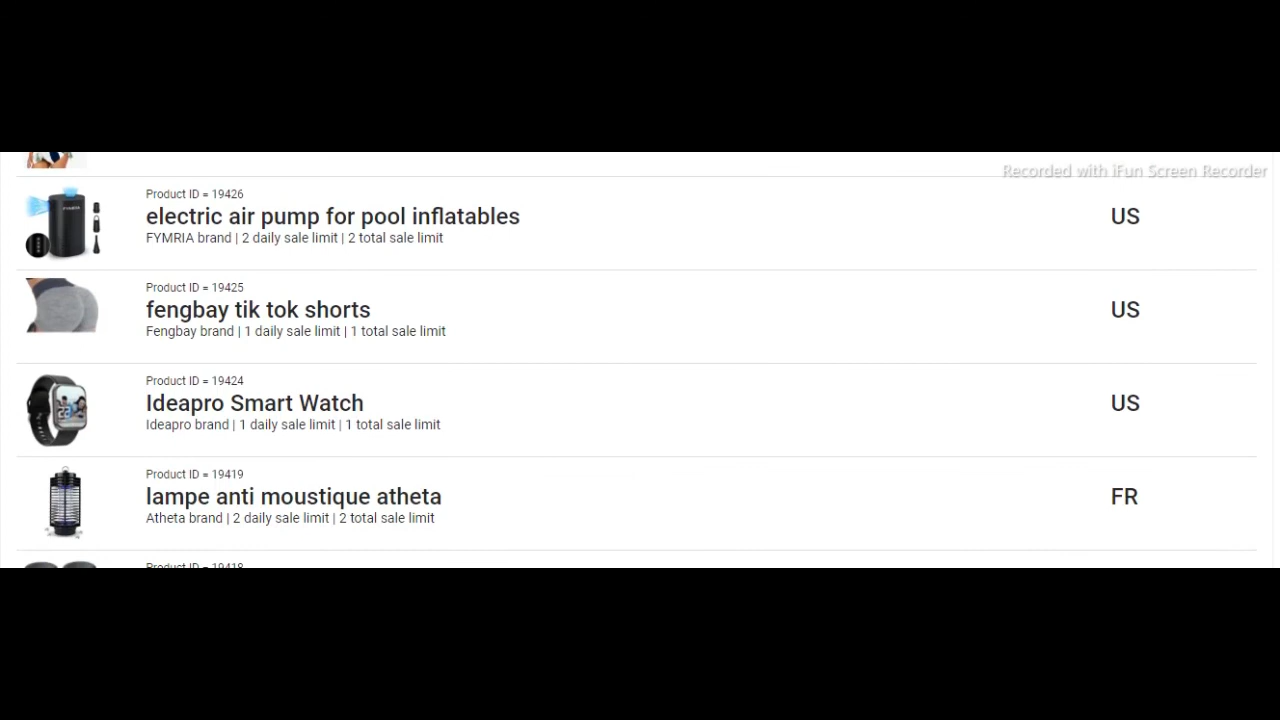 Recorded with iFun Screen Recorder
Product ID = 19426
electric air pump for pool inflatables
US
FYMRIA brand | 2 daily sale limit | 2 total sale limit
Product ID = 19425
fengbay tik tok shorts
US
Fengbay brand | 1 daily sale limit | 1 total sale limit
Product ID = 19424
Ideapro Smart Watch
US
Ideapro brand | 1 daily sale limit | 1 total sale limit
Product ID = 19419
lampe anti moustique atheta
FR
Atheta brand | 2 daily sale limit | 2 total sale limit
Product ID = 19418